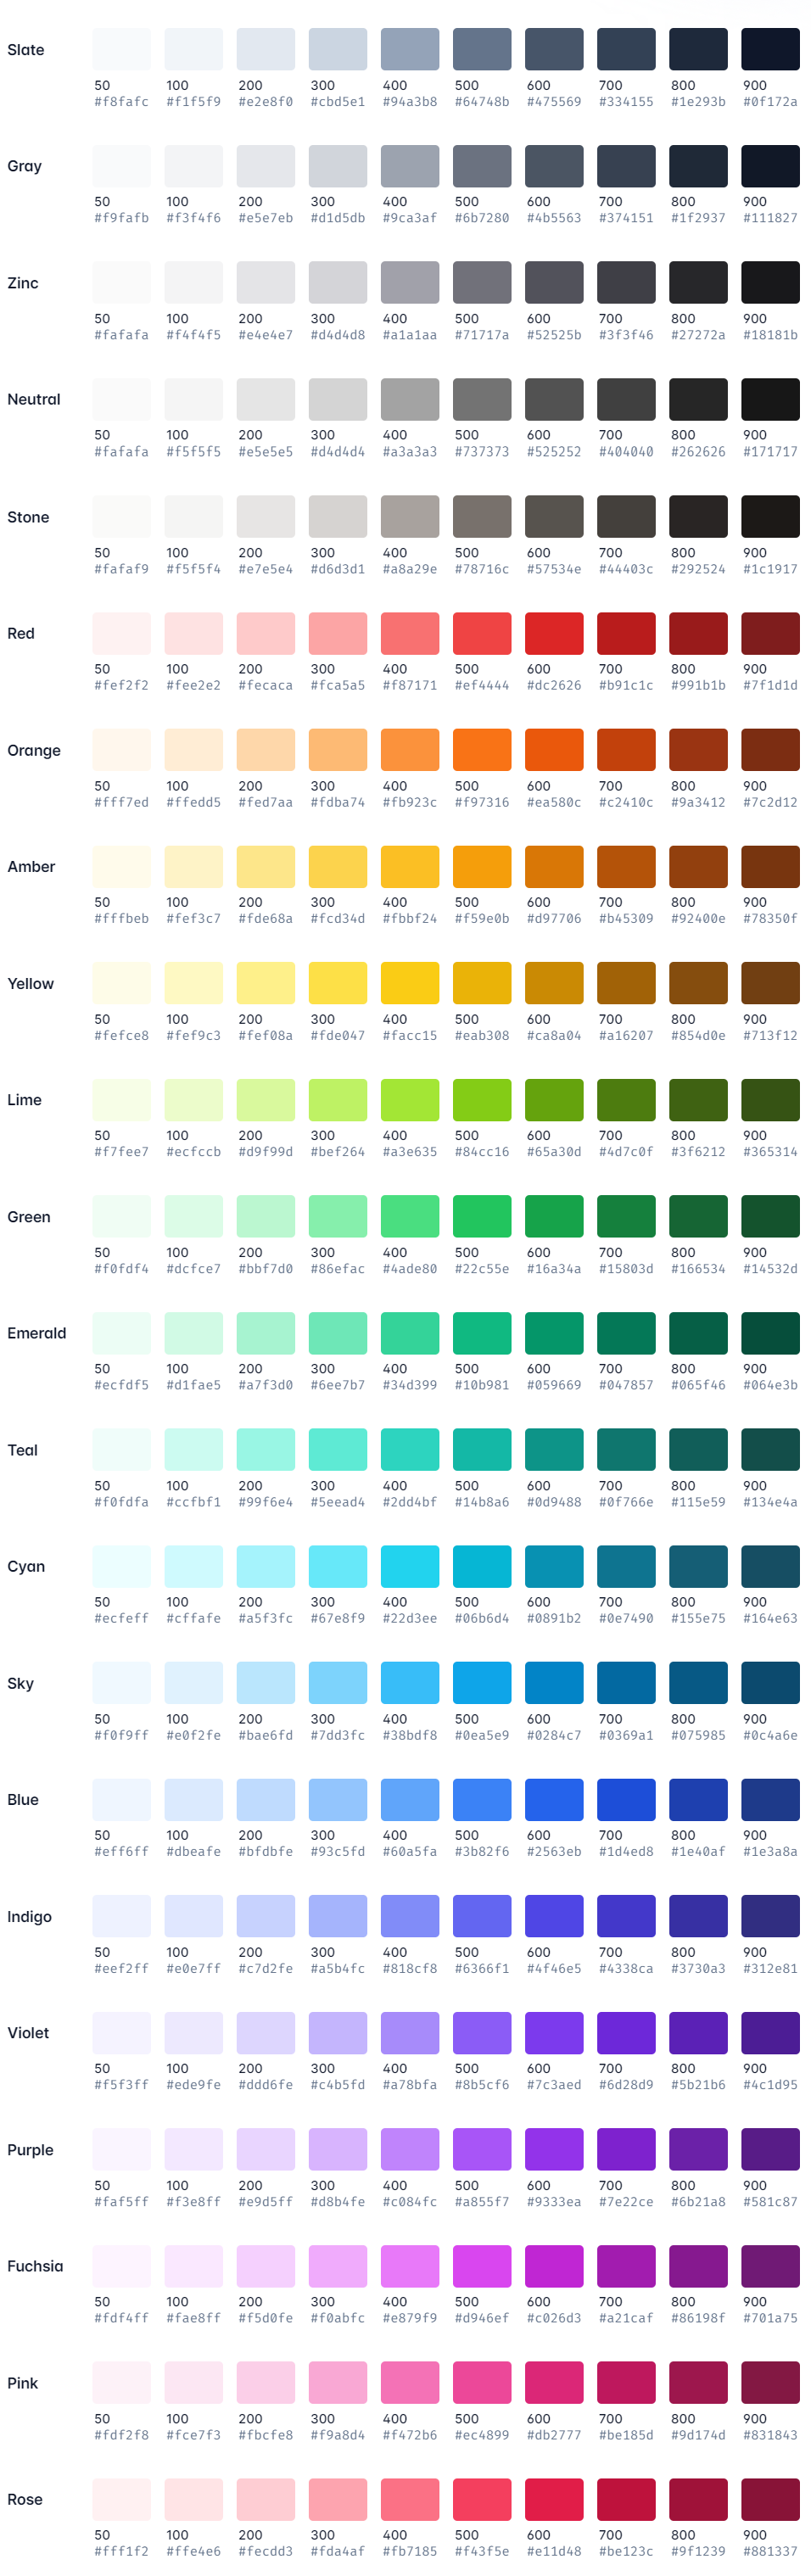 Slate
50 100 200 300 400 500 600 700 800 900
#f8fafc #f1f5f9 #e2e8f0 #cbd5e1 #94a3b8 #64748b #475569 #334155 #1e293b #0f172a
Gray
50 100 200 300 400 500 600 700 800 900
#f9fafb #f3f4f6 #e5e7eb #d1d5db #9ca3af #6b7280 #4b5563 #374151 #1f2937 #111827
Zinc
50 100 200 300 400 500 600 700 800 900
#fafafa #f4f4f5 #e4e4e7 #d4d4d8 #a1a1aa #71717a #52525b #3f3f46 #27272a #18181b
Neutral
50 100 200 300 400 500 600 700 800 900
#fafafa #f5f5f5 #e5e5e5 #d4d4d4 #a3a3a3 #737373 #525252 #404040 #262626 #171717
Stone
50 100 200 300 400 500 600 700 800 900
#fafaf9 #f5f5f4 #e7e5e4 #d6d3d1 #a8a29e #78716c #57534e #44403c #292524 #1c1917
Red
50 100 200 300 400 500 600 700 800 900
#fef2f2 #fee2e2 #fecaca #fca5a5 #f87171 #ef4444 #dc2626 #b91c1c #991b1b #7f1d1d
Orange
50 100 200 300 400 500 600 700 800 900
#fff7ed #ffedd5 #fed7aa #fdba74 #fb923c #f97316 #ea580c #c2410c #9a3412 #7c2d12
Amber
50 100 200 300 400 500 600 700 800 900
#fffbeb #fef3c7 #fde68a #fcd34d #fbbf24 #f59e0b #d97706 #b45309 #92400e #78350f
Yellow
50 100 200 300 400 500 600 700 800 900
#fefce8 #fef9c3 #fef08a #fde047 #facc15 #eab308 #ca8a04 #a16207 #854d0e #713f12
Lime
50 100 200 300 400 500 600 700 800 900
#f7fee7 #ecfccb #d9f99d #bef264 #a3e635 #84cc16 #65a30d #4d7c0f #3f6212 #365314
Green
50 100 200 300 400 500 600 700 800 900
#f0fdf4 #dcfce7 #bbf7d0 #86efac #4ade80 #22c55e #16a34a #15803d #166534 #14532d
Emerald
50 100 200 300 400 500 600 700 800 900
#ecfdf5 #d1fae5 #a7f3d0 #6ee7b7 #34d399 #10b981 #059669 #047857 #065f46 #064e3b
Teal
50 100 200 300 400 500 600 700 800 900
#f0fdfa #ccfbf1 #99f6e4 #5eead4 #2dd4bf #14b8a6 #0d9488 #0f766e #115e59 #134e4a
Cyan
50 100 200 300 400 500 600 700 800 900
#ecfeff #cffafe #a5f3fc #67e8f9 #22d3ee #06b6d4 #0891b2 #0e7490 #155e75 #164e63
Sky
50 100 200 300 400 500 600 700 800 900
#f0f9ff #e0f2fe #bae6fd #7dd3fc #38bdf8 #0ea5e9 #0284c7 #0369a1 #075985 #0c4a6e
Blue
50 100 200 300 400 500 600 700 800 900
#eff6ff #dbeafe #bfdbfe #93c5fd #60a5fa #3b82f6 #2563eb #1d4ed8 #1e40af #1e3a8a
Indigo
50 100 200 300 400 500 600 700 800 900
#eef2ff #e0e7ff #c7d2fe #a5b4fc #818cf8 #6366f1 #4f46e5 #4338ca #3730a3 #312e81
Violet
50 100 200 300 400 500 600 700 800 900
#f5f3ff #ede9fe #ddd6fe #c4b5fd #a78bfa #8b5cf6 #7c3aed #6d28d9 #5b21b6 #4c1d95
Purple
50 100 200 300 400 500 600 700 800 900
#faf5ff #f3e8ff #e9d5ff #d8b4fe #c084fc #a855f7 #9333ea #7e22ce #6b21a8 #581c87
Fuchsia
50 100 200 300 400 500 600 700 800 900
#fdf4ff #fae8ff #f5d0fe #f0abfc #e879f9 #d946ef #c026d3 #a21caf #86198f #701a75
Pink
50 100 200 300 400 500 600 700 800 900
#fdf2f8 #fce7f3 #fbcfe8 #f9a8d4 #f472b6 #ec4899 #db2777 #be185d #9d174d #831843
Rose
50 100 200 300 400 500 600 700 800 900
#fff1f2 #ffe4e6 #fecdd3 #fda4af #fb7185 #f43f5e #e11d48 #be123c #9f1239 #881337